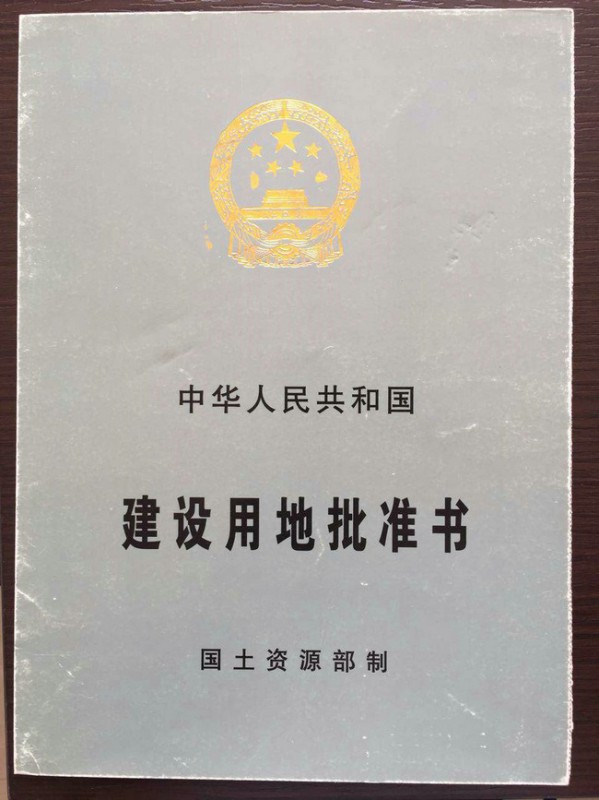 中华人民共和国
建设用地批准书
国土资源部制